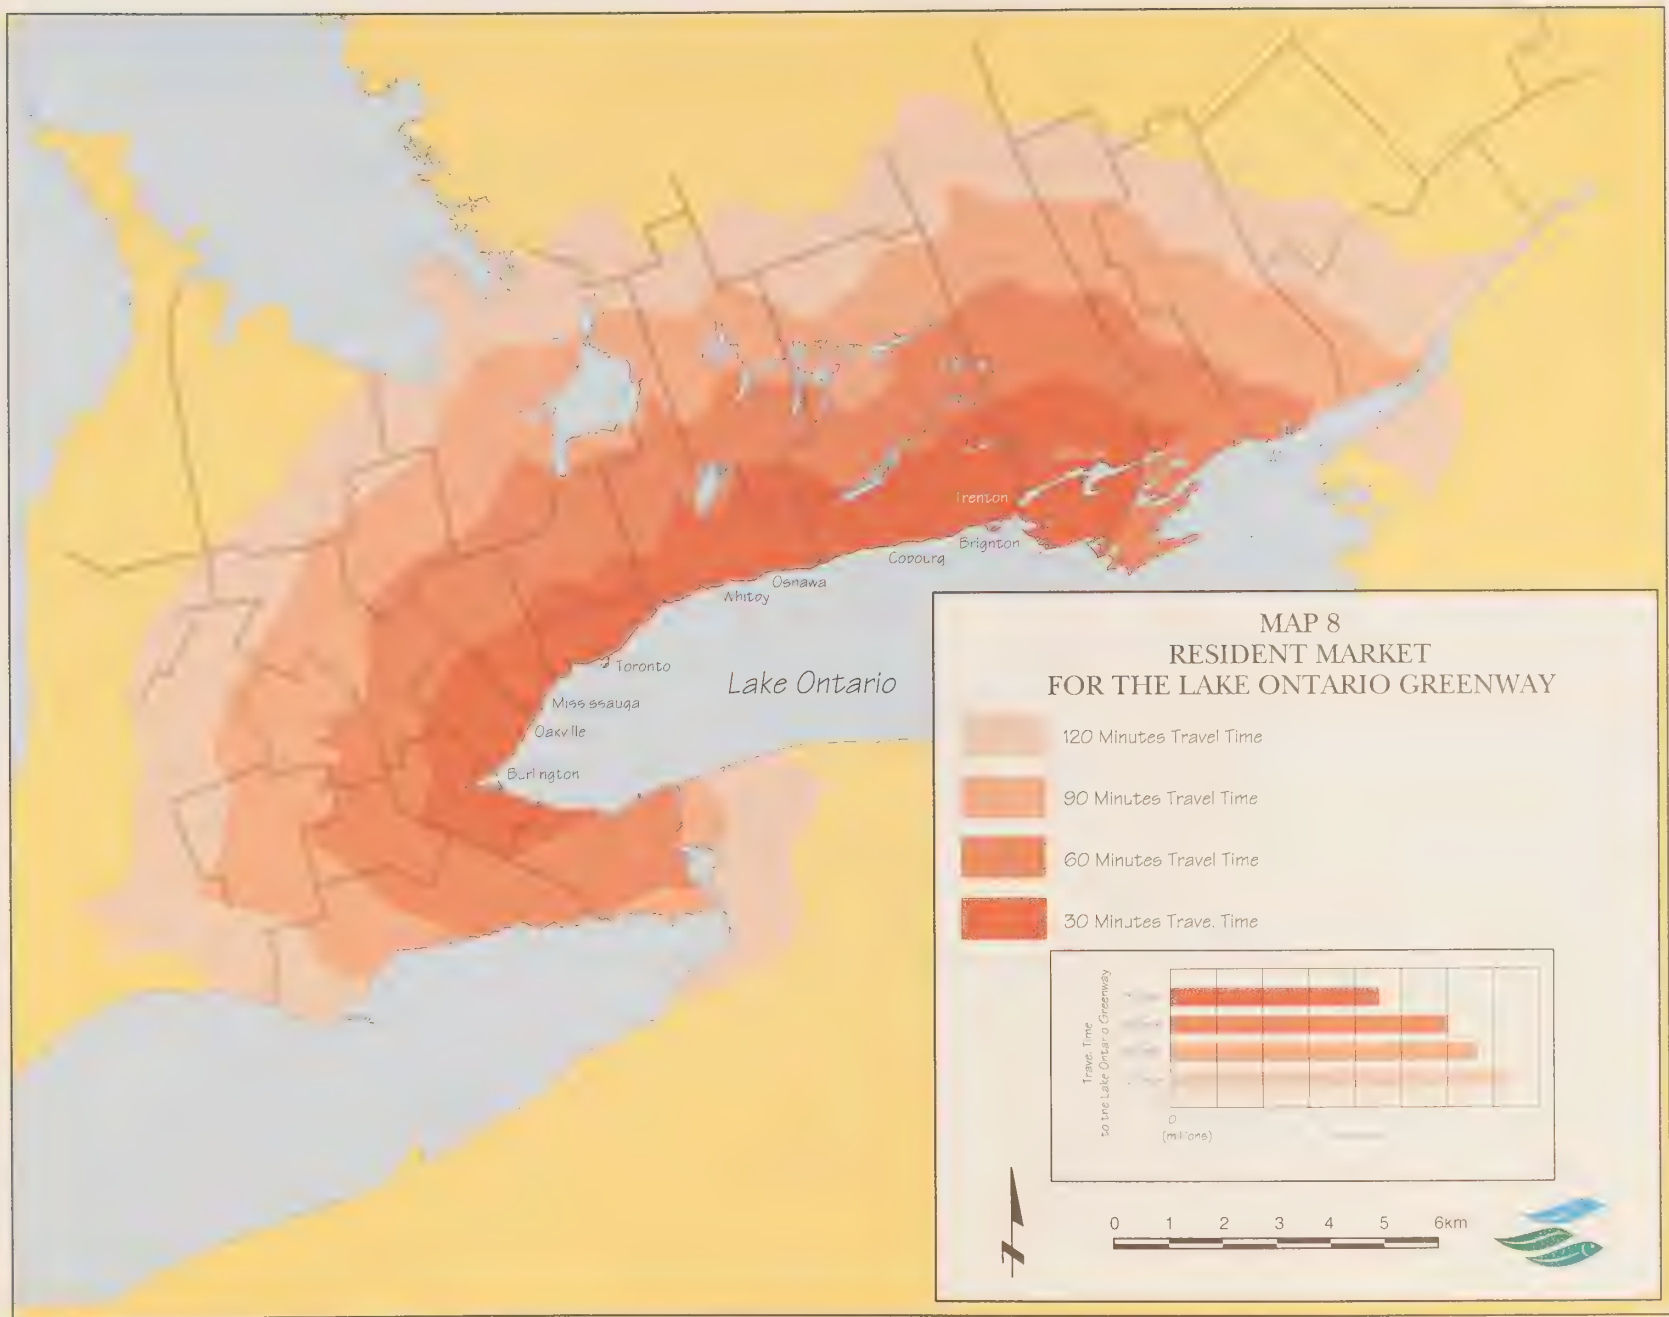 Trenton
Brighton
Cobourg
Oshawa
Whitby
Toronto
Lake Ontario
Mississauga
Oakville
Burlington
MAP 8
RESIDENT MARKET
FOR THE LAKE ONTARIO GREENWAY
120 Minutes Travel Time
90 Minutes Travel Time
60 Minutes Travel Time
30 Minutes Travel Time
Travel Time
to the Lake Ontario Greenway
0
(millions)
0 1 2 3 4 5 6km